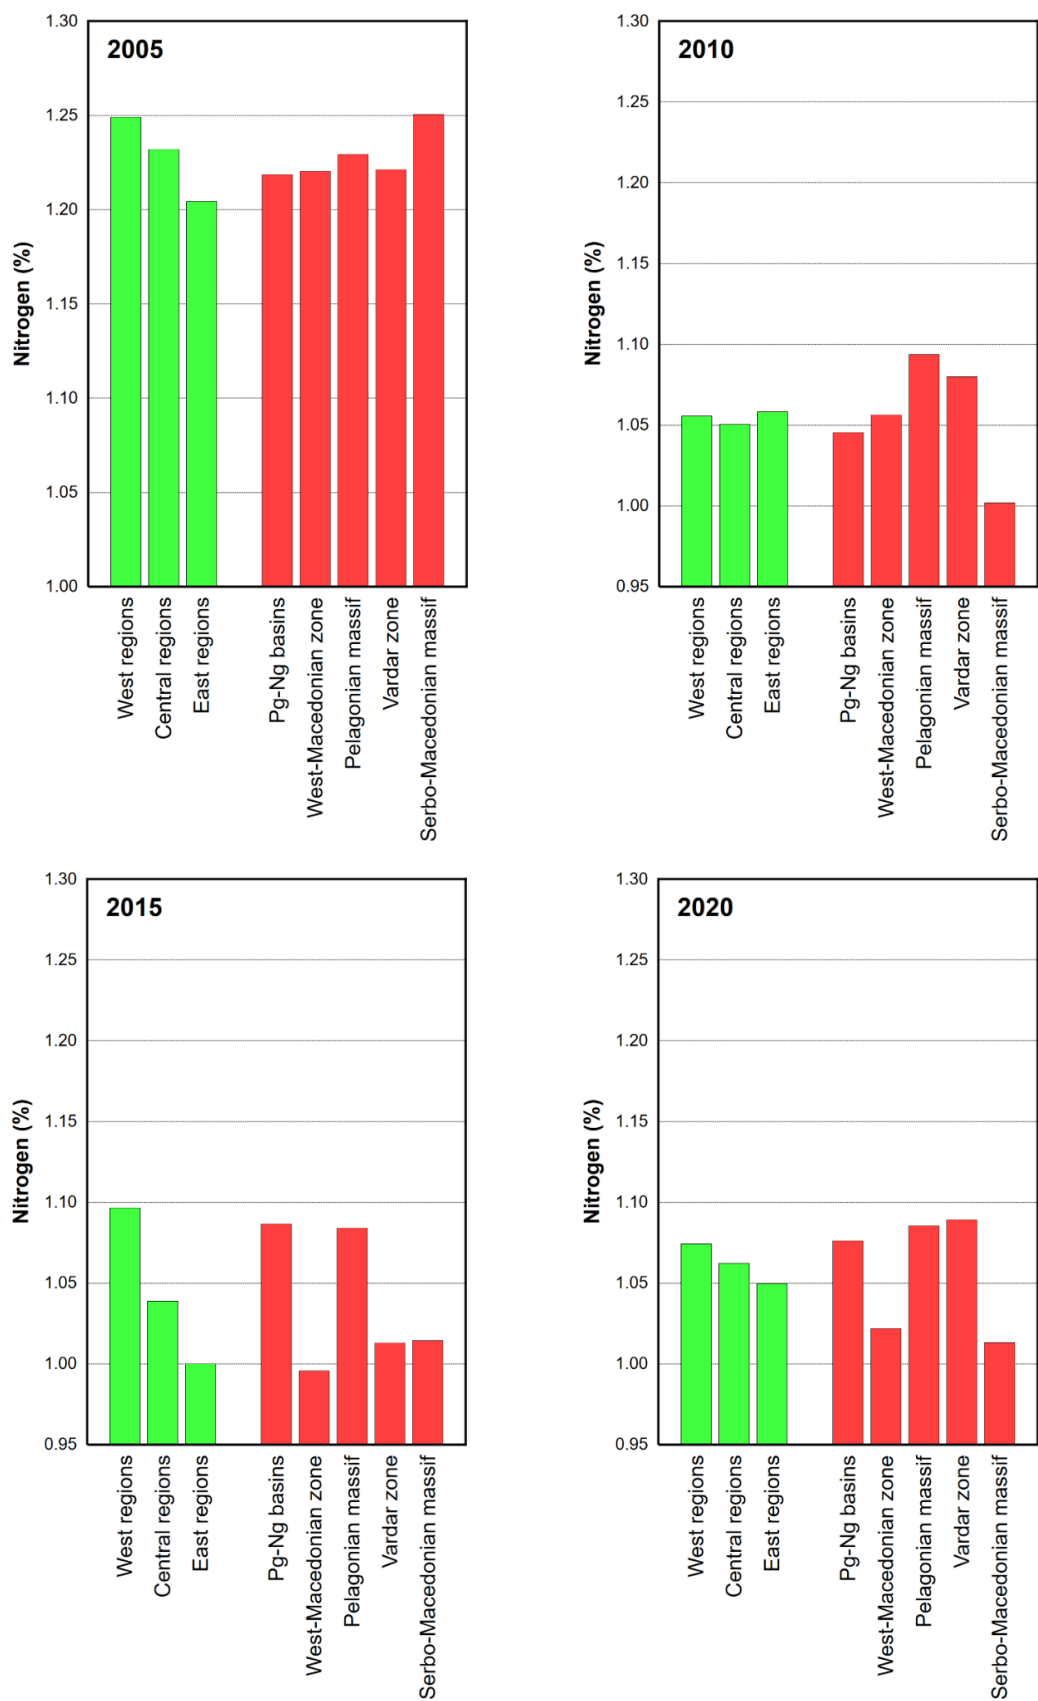 2005
Nitrogen (%)
1.30
1.25
1.20
1.15
1.10
1.05
1.00
West regions
Central regions
East regions
Pg-Ng basins
West-Macedonian zone
Pelagonian massif
Vardar zone
Serbo-Macedonian massif
2010
Nitrogen (%)
1.30
1.25
1.20
1.15
1.10
1.05
1.00
0.95
West regions
Central regions
East regions
Pg-Ng basins
West-Macedonian zone
Pelagonian massif
Vardar zone
Serbo-Macedonian massif
2015
Nitrogen (%)
1.30
1.25
1.20
1.15
1.10
1.05
1.00
0.95
West regions
Central regions
East regions
Pg-Ng basins
West-Macedonian zone
Pelagonian massif
Vardar zone
Serbo-Macedonian massif
2020
Nitrogen (%)
1.30
1.25
1.20
1.15
1.10
1.05
1.00
0.95
West regions
Central regions
East regions
Pg-Ng basins
West-Macedonian zone
Pelagonian massif
Vardar zone
Serbo-Macedonian massif